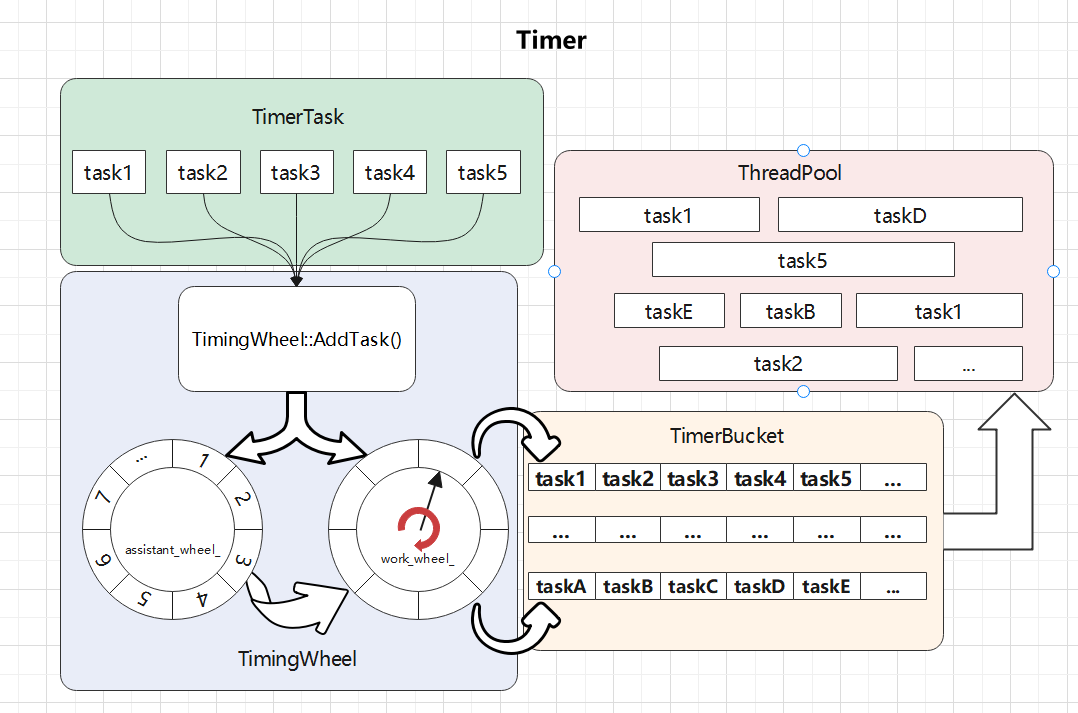 Timer
TimerTask
task1 task2 task3 task4 task5
ThreadPool
task1 taskD
task5
taskE taskB task1
task2 ...
TimingWheel::AddTask()
... 1 2 3 4 5 6 7
assistant_wheel_
work_wheel_
TimingWheel
TimerBucket
task1 task2 task3 task4 task5 ...
... ... ... ... ... ...
taskA taskB taskC taskD taskE ...